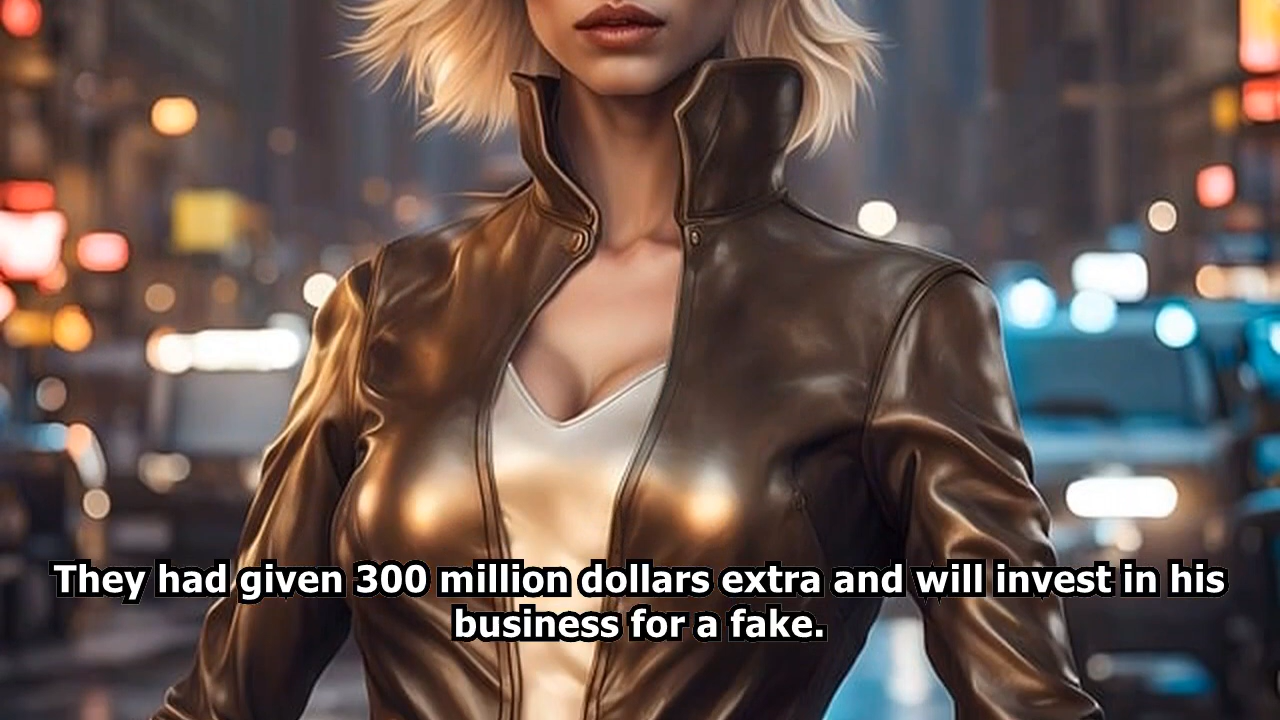 They had given 300 million dollars extra and will invest in his
business for a fake.